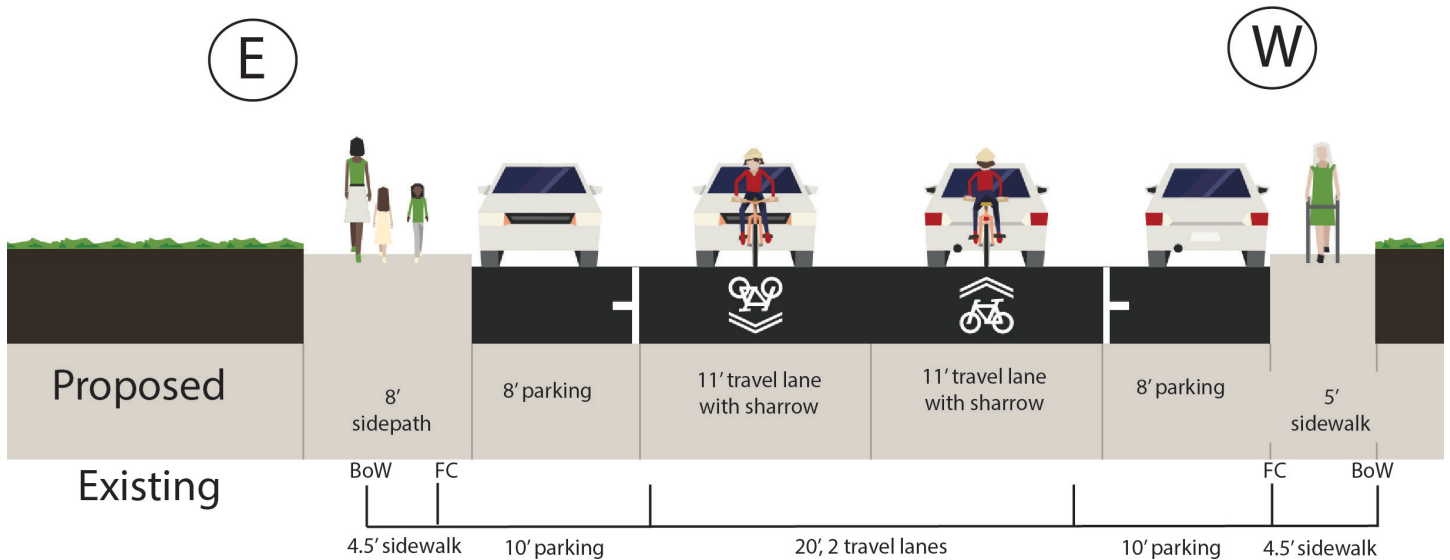 E
W
Proposed
8'
sidepath
8' parking
11' travel lane
with sharrow
11' travel lane
with sharrow
8' parking
5'
sidewalk
Existing
BoW
FC
FC
BoW
4.5' sidewalk
10' parking
20', 2 travel lanes
10' parking
4.5' sidewalk